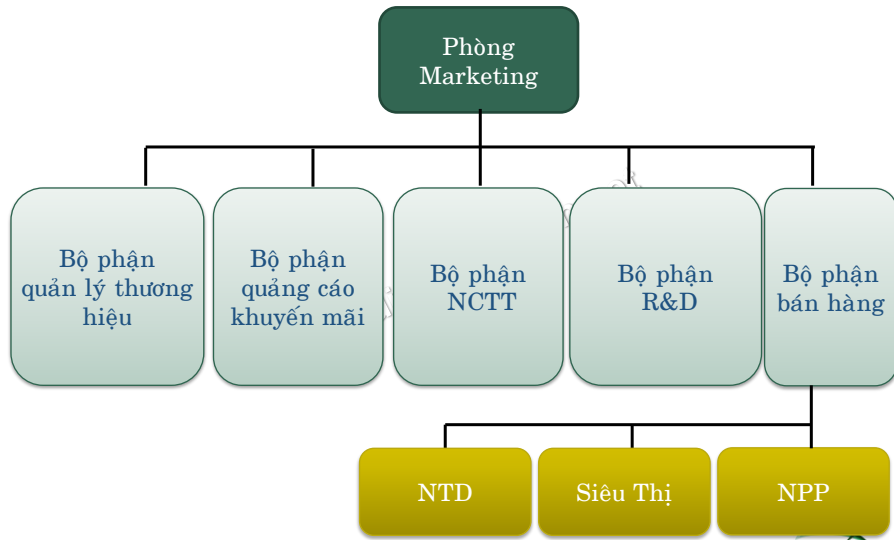 Phòng
Marketing
Bộ phận
quản lý thương
hiệu
Bộ phận
quảng cáo
khuyến mãi
Bộ phận
NCTT
Bộ phận
R&D
Bộ phận
bán hàng
NTD
Siêu Thị
NPP